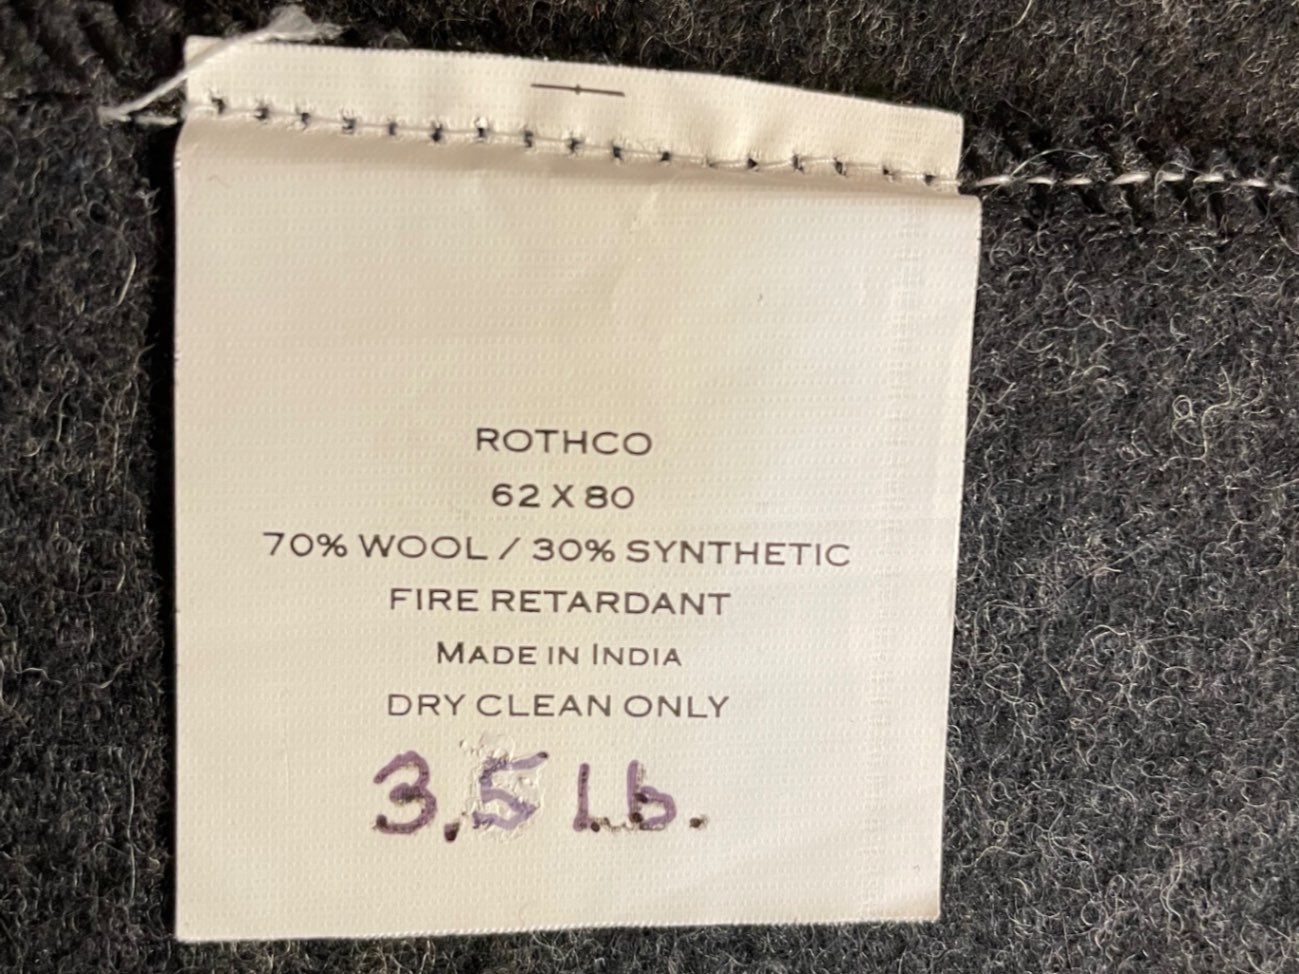 ROTHCO
62 X 80
70% WOOL / 30% SYNTHETIC
FIRE RETARDANT
MADE IN INDIA
DRY CLEAN ONLY
3.5 Lb.